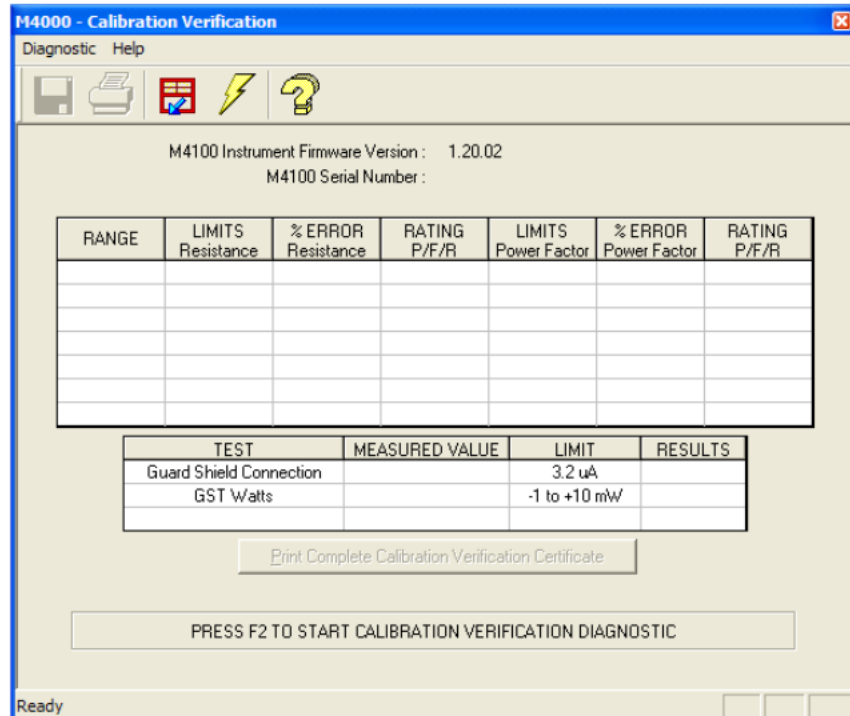 M4000 - Calibration Verification
Diagnostic Help
M4100 Instrument Firmware Version : 1.20.02
M4100 Serial Number :
RANGE LIMITS Resistance % ERROR Resistance RATING P/F/R LIMITS Power Factor % ERROR Power Factor RATING P/F/R
TEST MEASURED VALUE LIMIT RESULTS
Guard Shield Connection 3.2 uA
GST Watts -1 to +10 mW
Print Complete Calibration Verification Certificate
PRESS F2 TO START CALIBRATION VERIFICATION DIAGNOSTIC
Ready